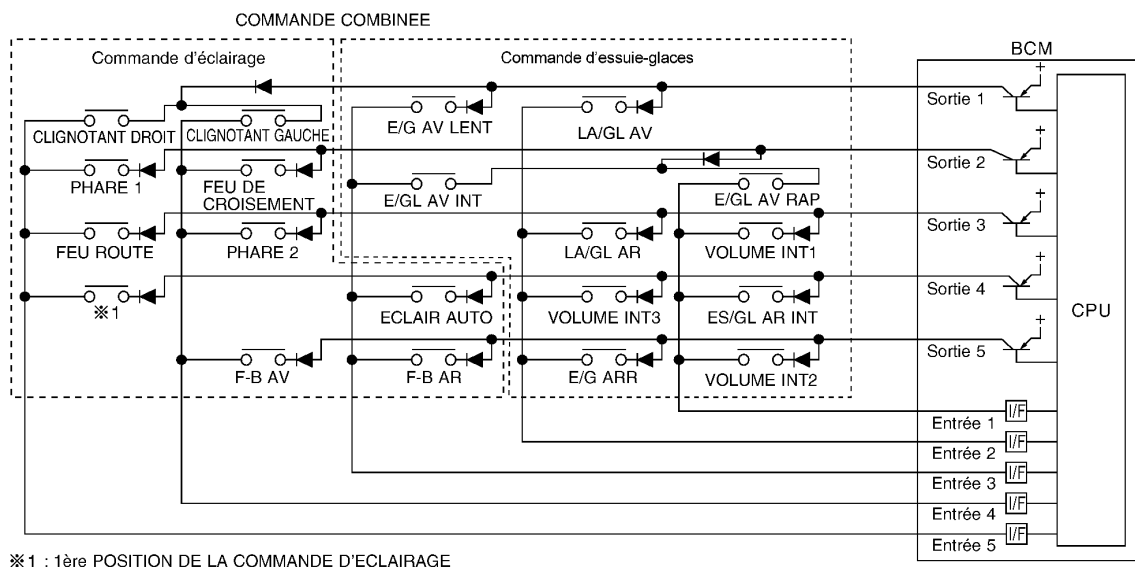 COMMANDE COMBINEE
Commande d'éclairage
Commande d'essuie-glaces
BCM
CLIGNOTANT DROIT
CLIGNOTANT GAUCHE
E/G AV LENT
LA/GL AV
Sortie 1
+
PHARE 1
FEU DE
CROISEMENT
E/GL AV INT
E/GL AV RAP
Sortie 2
+
FEU ROUTE
PHARE 2
LA/GL AR
VOLUME INT1
Sortie 3
+
※1
ECLAIR AUTO
VOLUME INT3
ES/GL AR INT
Sortie 4
+
CPU
F-B AV
F-B AR
E/G ARR
VOLUME INT2
Sortie 5
+
Entrée 1
I/F
Entrée 2
I/F
Entrée 3
I/F
Entrée 4
I/F
Entrée 5
I/F
※1 : 1ère POSITION DE LA COMMANDE D'ECLAIRAGE